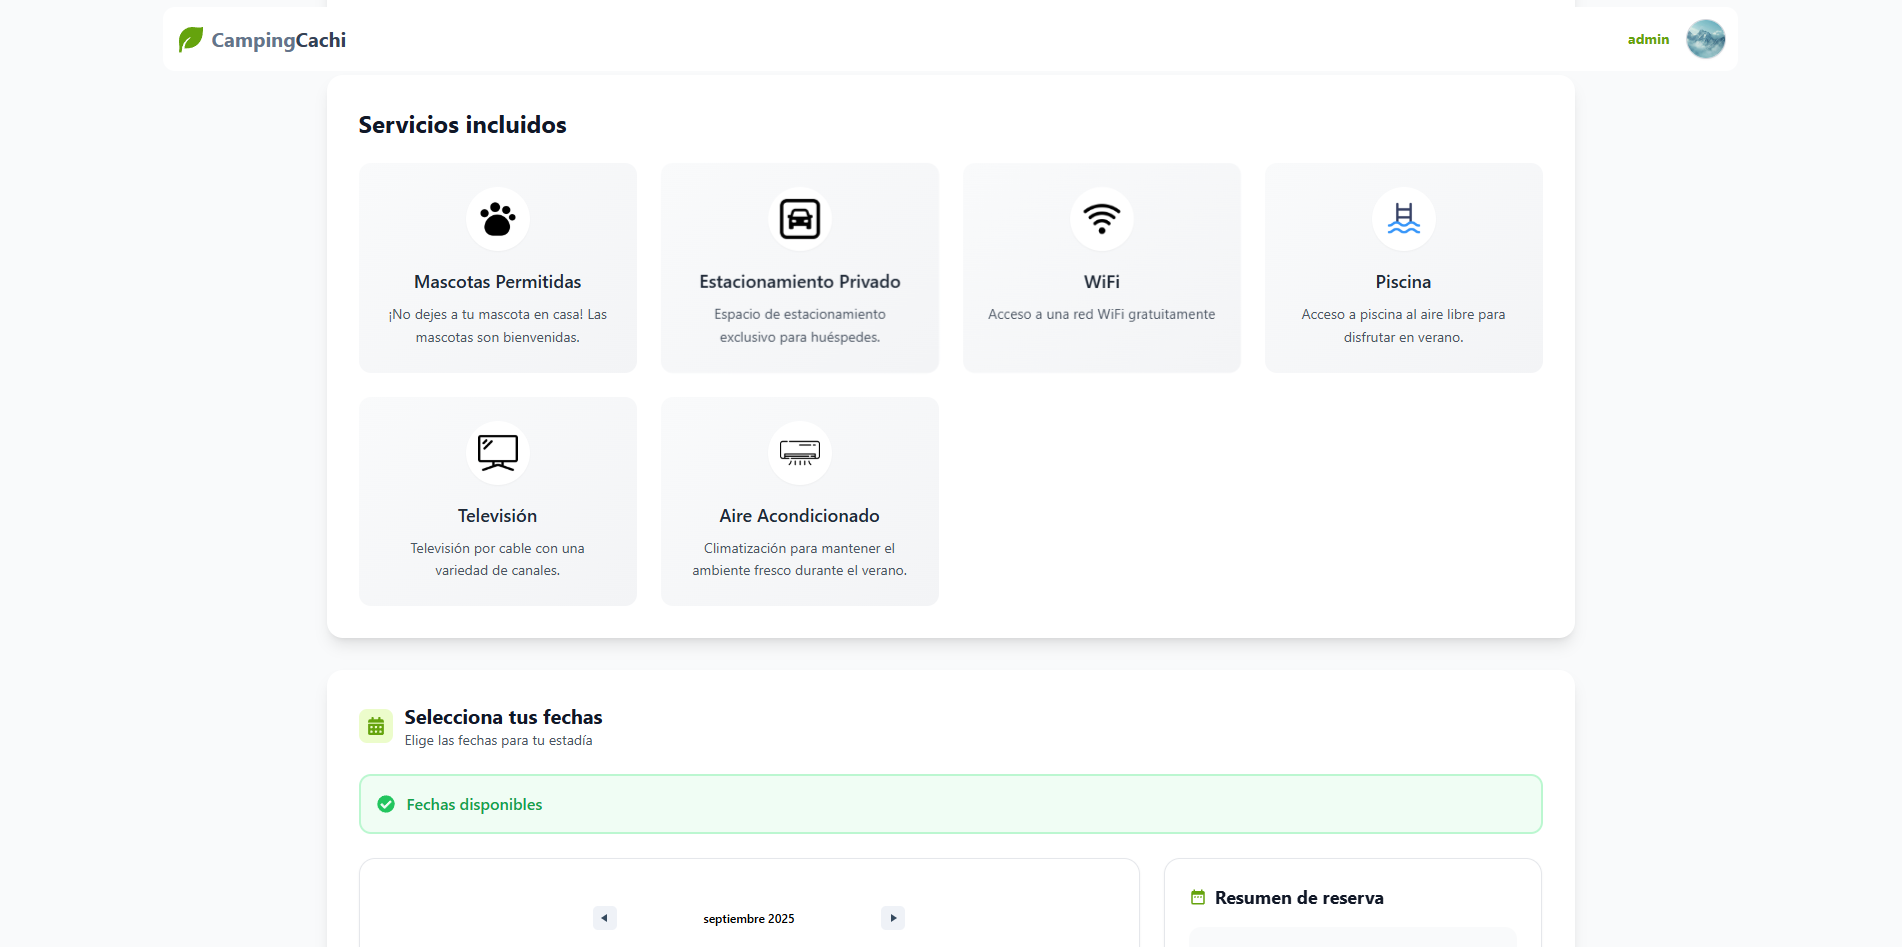 CampingCachi
admin
Servicios incluidos
Mascotas Permitidas
¡No dejes a tu mascota en casa! Las
mascotas son bienvenidas.
Estacionamiento Privado
Espacio de estacionamiento
exclusivo para huéspedes.
WiFi
Acceso a una red WiFi gratuitamente
Piscina
Acceso a piscina al aire libre para
disfrutar en verano.
Televisión
Televisión por cable con una
variedad de canales.
Aire Acondicionado
Climatización para mantener el
ambiente fresco durante el verano.
Selecciona tus fechas
Elige las fechas para tu estadía
Fechas disponibles
septiembre 2025
Resumen de reserva